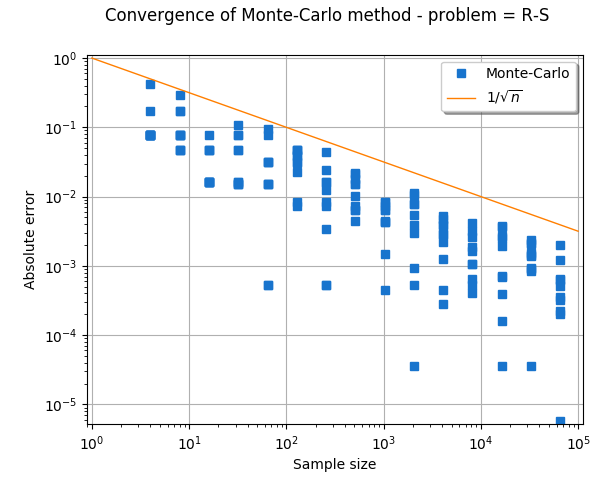 Convergence of Monte-Carlo method - problem = R-S
Monte-Carlo
1/√n
Absolute error
10⁰
10⁻¹
10⁻²
10⁻³
10⁻⁴
10⁻⁵
10⁰ 10¹ 10² 10³ 10⁴ 10⁵
Sample size